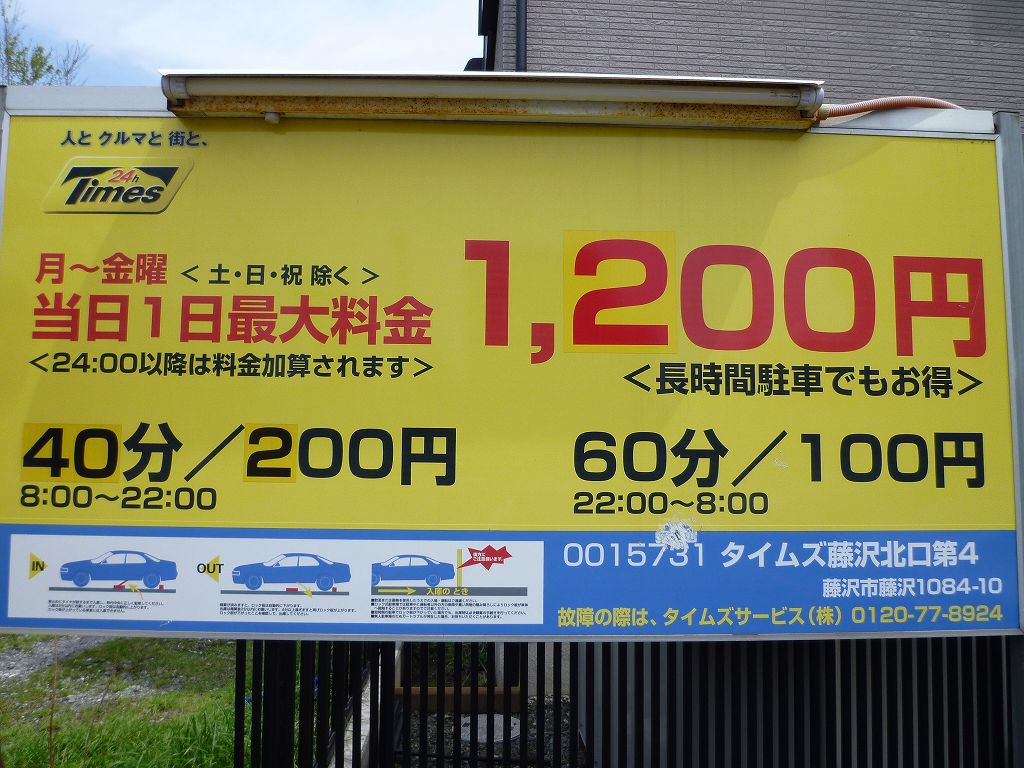 人と クルマと 街と、
24h
Times
月～金曜 ＜ 土・日・祝 除く ＞
当日1日最大料金 1,200円
＜24:00以降は料金加算されます＞
＜長時間駐車でもお得＞
40分／200円
8:00～22:00
60分／100円
22:00～8:00
IN
OUT
入庫の とき
0015731 タイムズ藤沢北口第4
藤沢市藤沢1084-10
故障の際は、タイムズサービス(株) 0120-77-8924